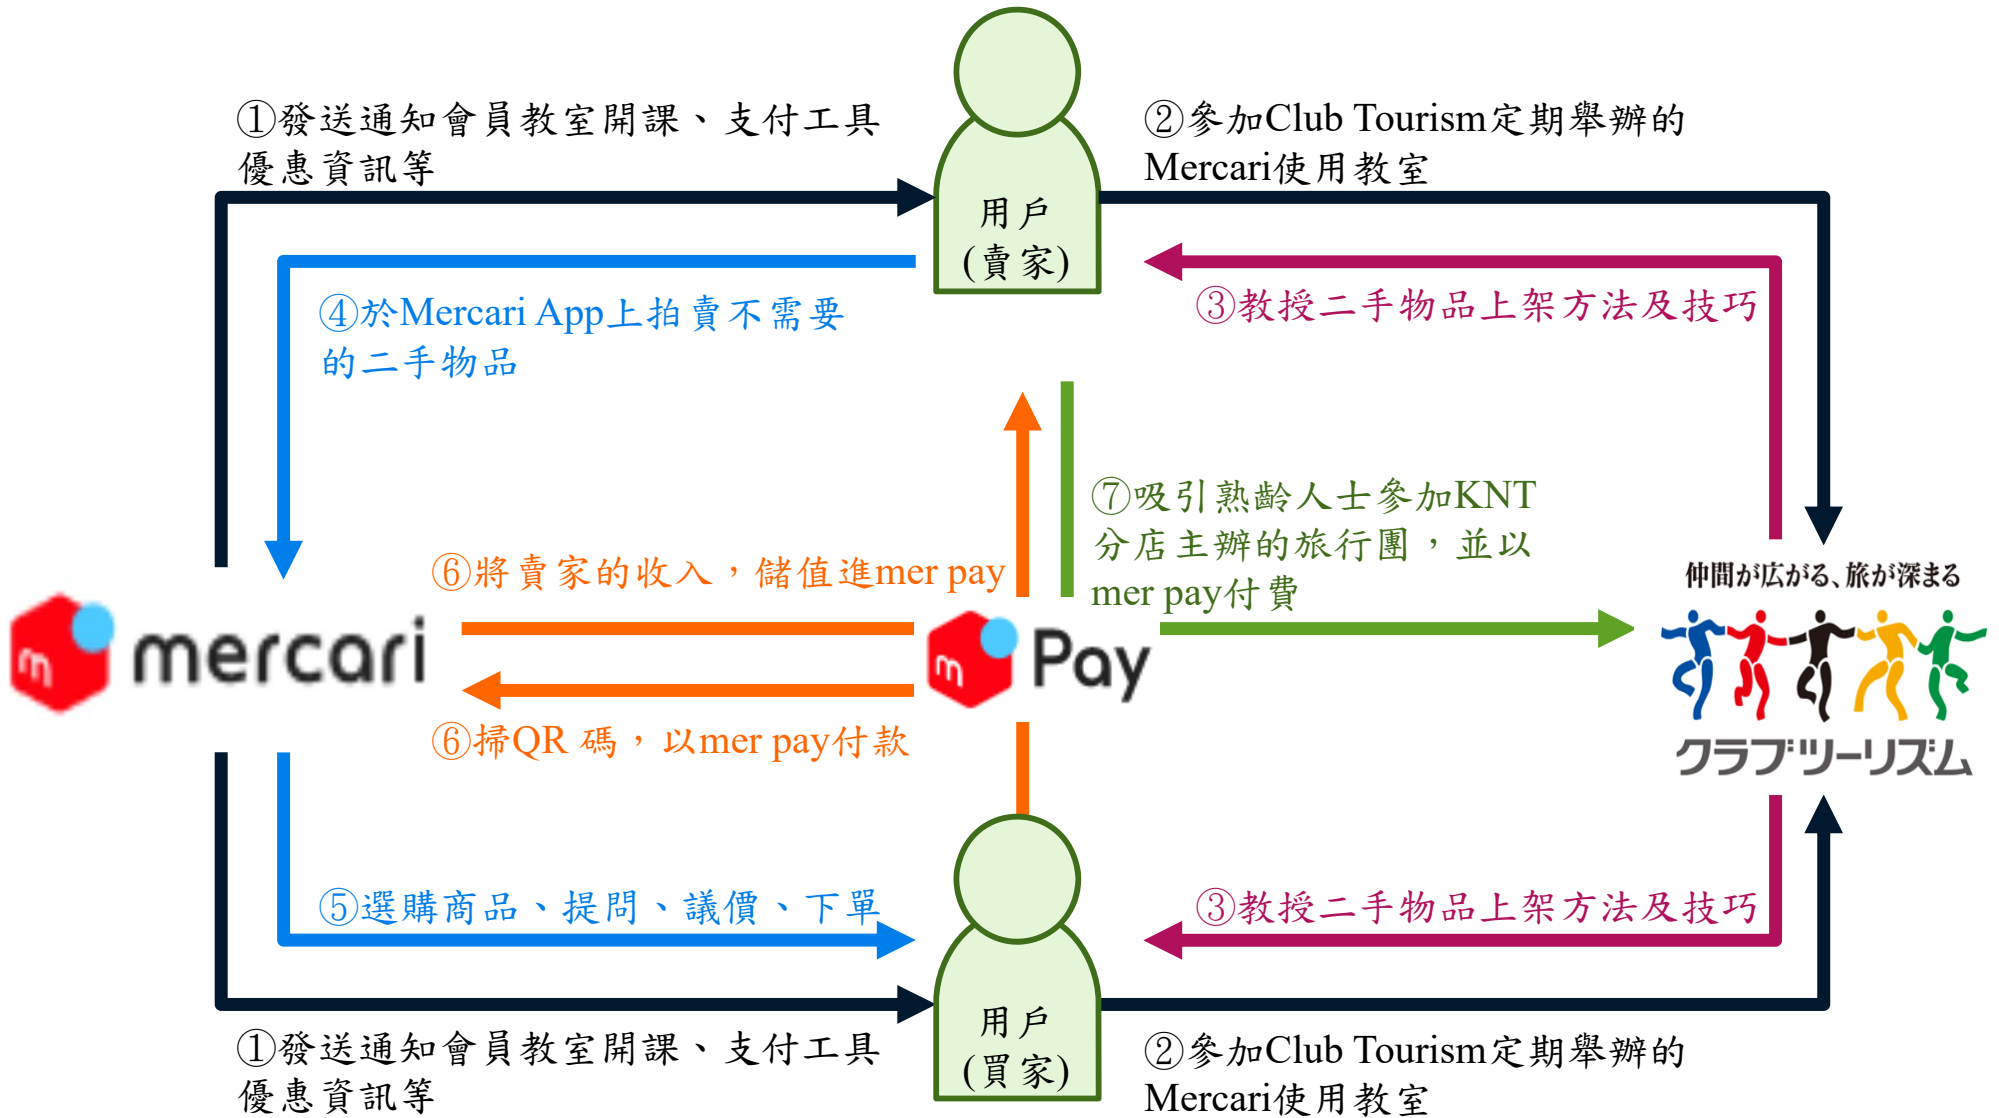 ①發送通知會員教室開課、支付工具
優惠資訊等
②參加Club Tourism定期舉辦的
Mercari使用教室
用戶
(賣家)
④於Mercari App上拍賣不需要
的二手物品
③教授二手物品上架方法及技巧
⑦吸引熟齡人士參加KNT
分店主辦的旅行團，並以
mer pay付費
⑥將賣家的收入，儲值進mer pay
仲間が広がる、旅が深まる
m mercari
m Pay
クラブツーリズム
⑥掃QR 碼，以mer pay付款
⑤選購商品、提問、議價、下單
③教授二手物品上架方法及技巧
用戶
(買家)
①發送通知會員教室開課、支付工具
優惠資訊等
②參加Club Tourism定期舉辦的
Mercari使用教室